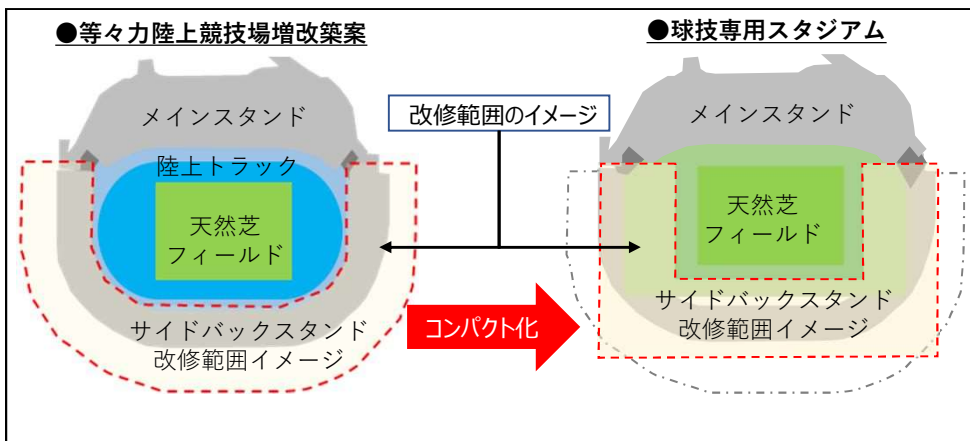 ●等々力陸上競技場増改築案
メインスタンド
陸上トラック
天然芝
フィールド
サイドバックスタンド
改修範囲イメージ
改修範囲のイメージ
コンパクト化
●球技専用スタジアム
メインスタンド
天然芝
フィールド
サイドバックスタンド
改修範囲イメージ